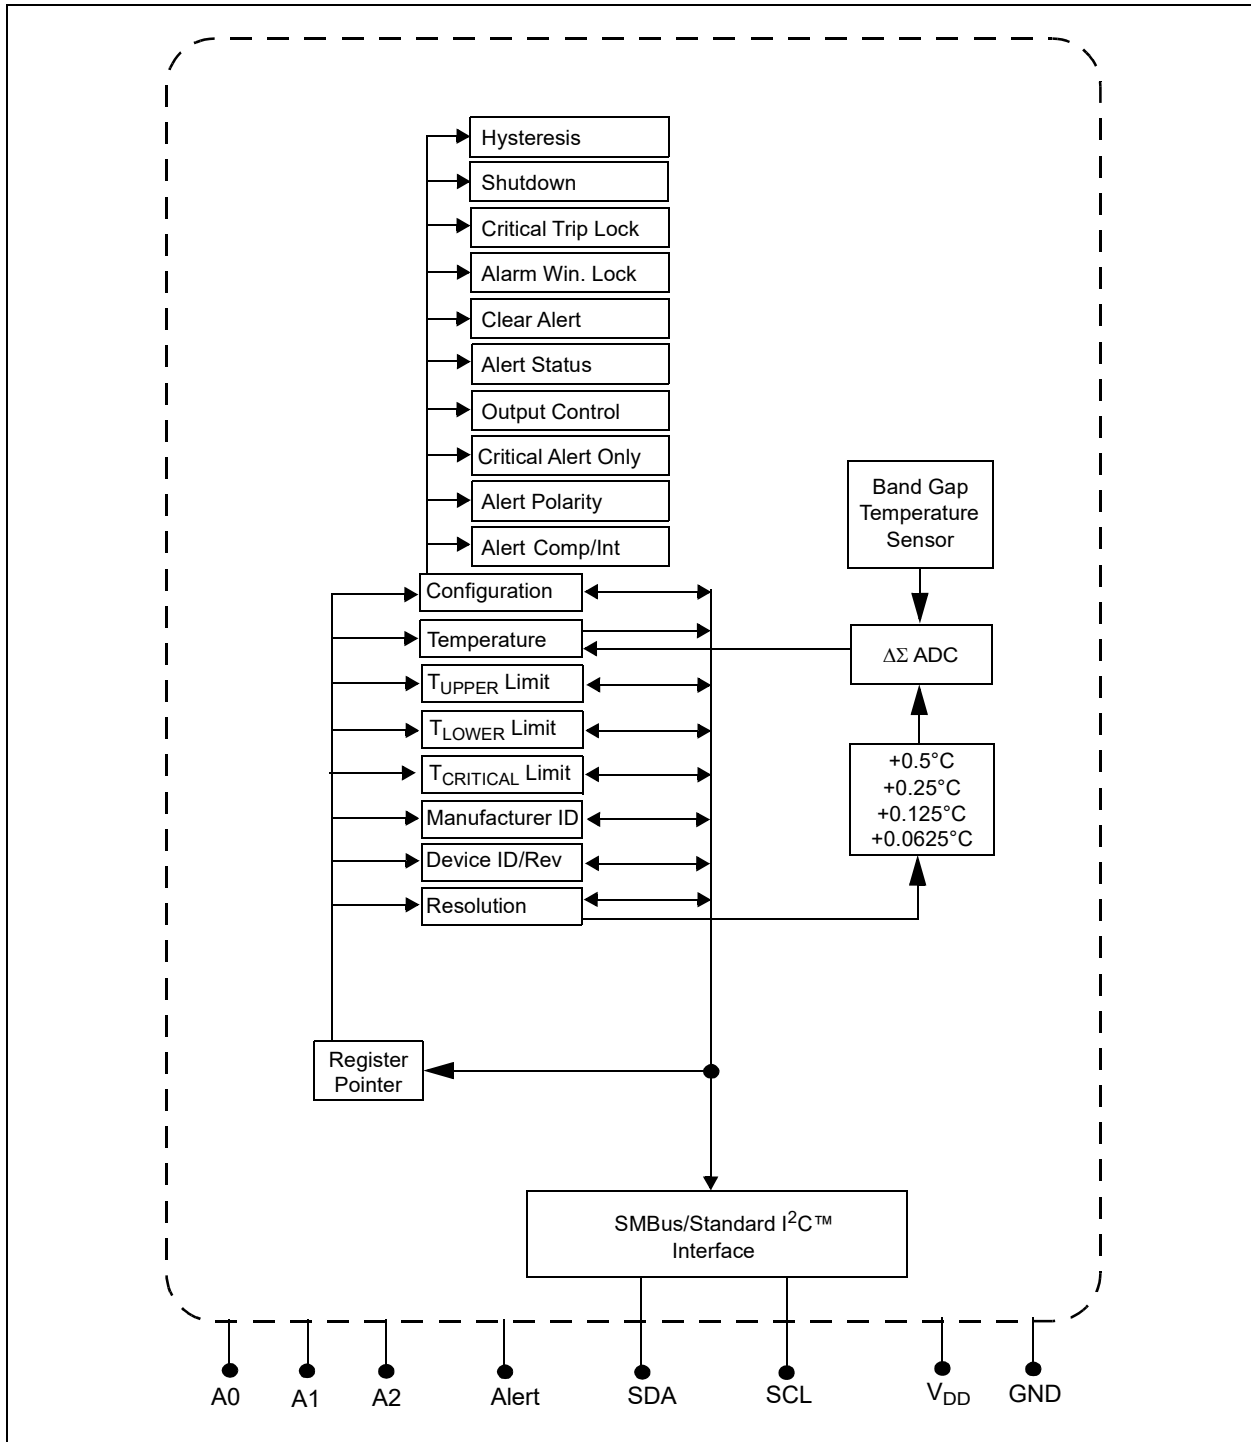 Hysteresis
Shutdown
Critical Trip Lock
Alarm Win. Lock
Clear Alert
Alert Status
Output Control
Critical Alert Only
Alert Polarity
Alert Comp/Int
Configuration
Temperature
TUPPER Limit
TLOWER Limit
TCRITICAL Limit
Manufacturer ID
Device ID/Rev
Resolution
Band Gap
Temperature
Sensor
ΔΣ ADC
+0.5°C
+0.25°C
+0.125°C
+0.0625°C
Register
Pointer
SMBus/Standard I²C™
Interface
A0
A1
A2
Alert
SDA
SCL
VDD
GND